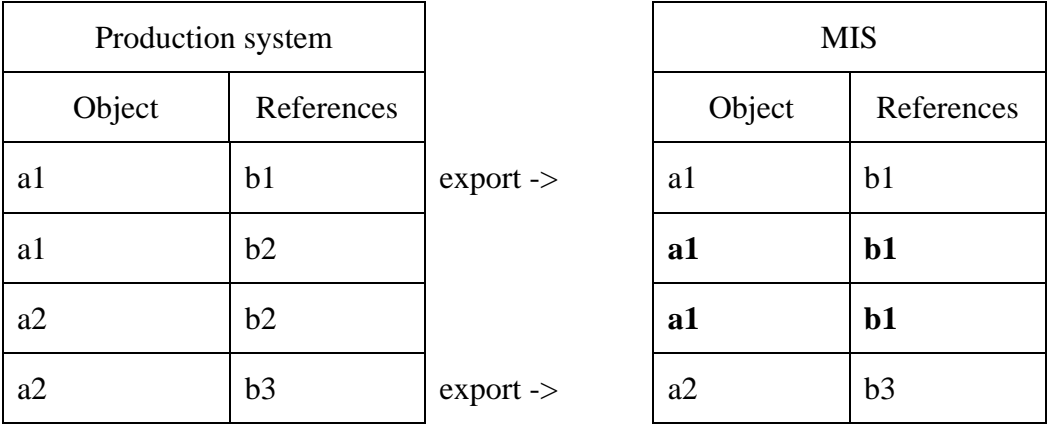 Production system MIS
Object References Object References
a1 b1 export -> a1 b1
a1 b2 a1 b1
a2 b2 a1 b1
a2 b3 export -> a2 b3